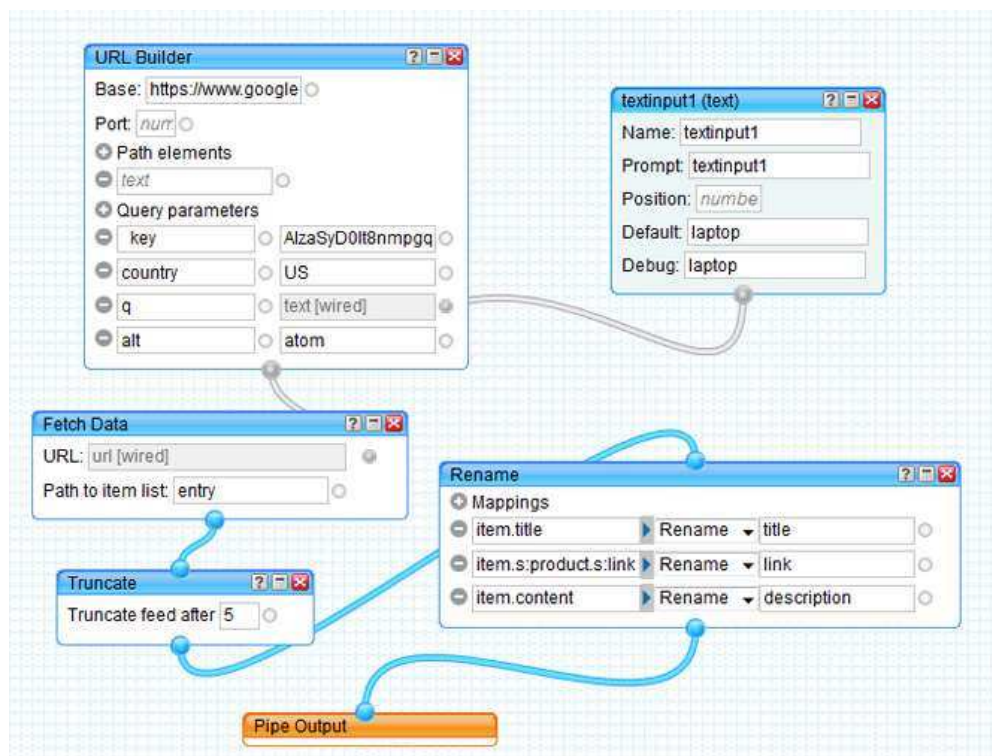 URL Builder
Base: https://www.google
Port: num
Path elements
text
Query parameters
key AIzaSyD0It8nmpgq
country US
q text [wired]
alt atom
textinput1 (text)
Name: textinput1
Prompt: textinput1
Position: numbe
Default: laptop
Debug: laptop
Fetch Data
URL: url [wired]
Path to item list: entry
Truncate
Truncate feed after 5
Rename
Mappings
item.title Rename title
item.s:product.s:link Rename link
item.content Rename description
Pipe Output